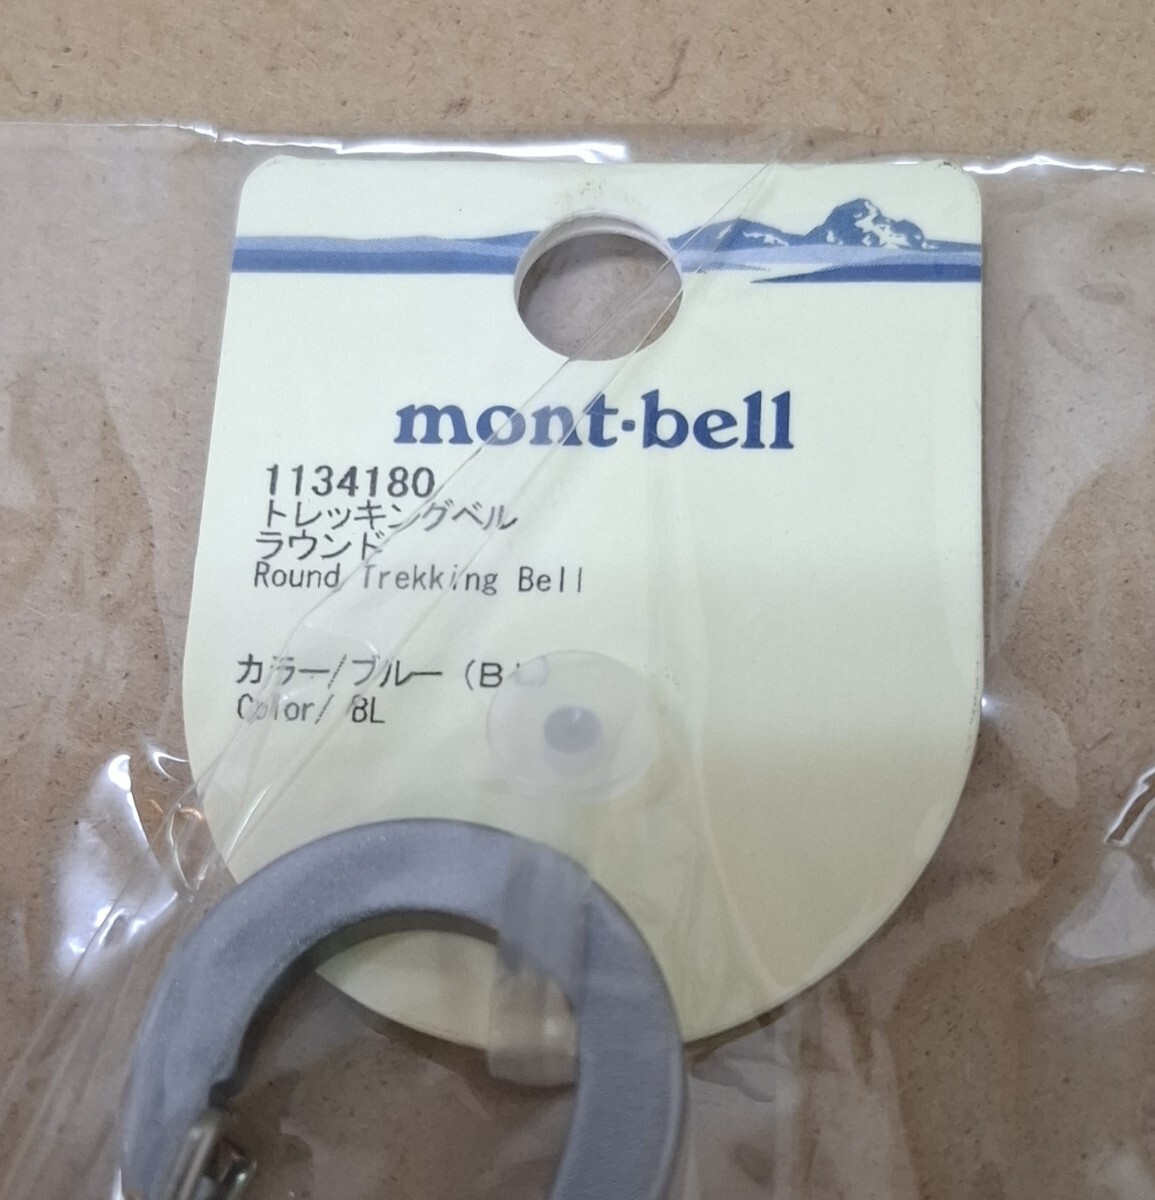 mont-bell
1134180
トレッキングベル
ラウンド
Round Trekking Bell
カラー/ブルー (BL)
Color/ BL